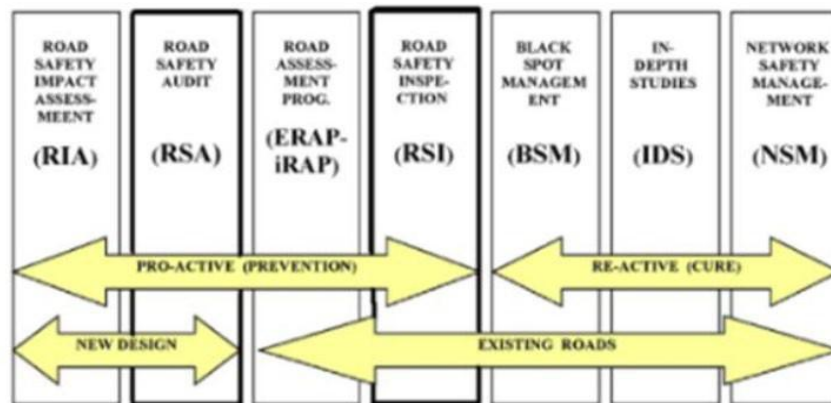 ROAD
SAFETY
IMPACT
ASSESS-
MEENT
(RIA)
ROAD
SAFETY
AUDIT
(RSA)
ROAD
ASSESS-
MENT
PROG.
(ERAP-
iRAP)
ROAD
SAFETY
INSPE-
CTION
(RSI)
BLACK
SPOT
MANAGEM
ENT
(BSM)
IN-
DEPTH
STUDIES
(IDS)
NETWORK
SAFETY
MANAGE-
MENT
(NSM)
PRO-ACTIVE (PREVENTION)
RE-ACTIVE (CURE)
NEW DESIGN
EXISTING ROADS